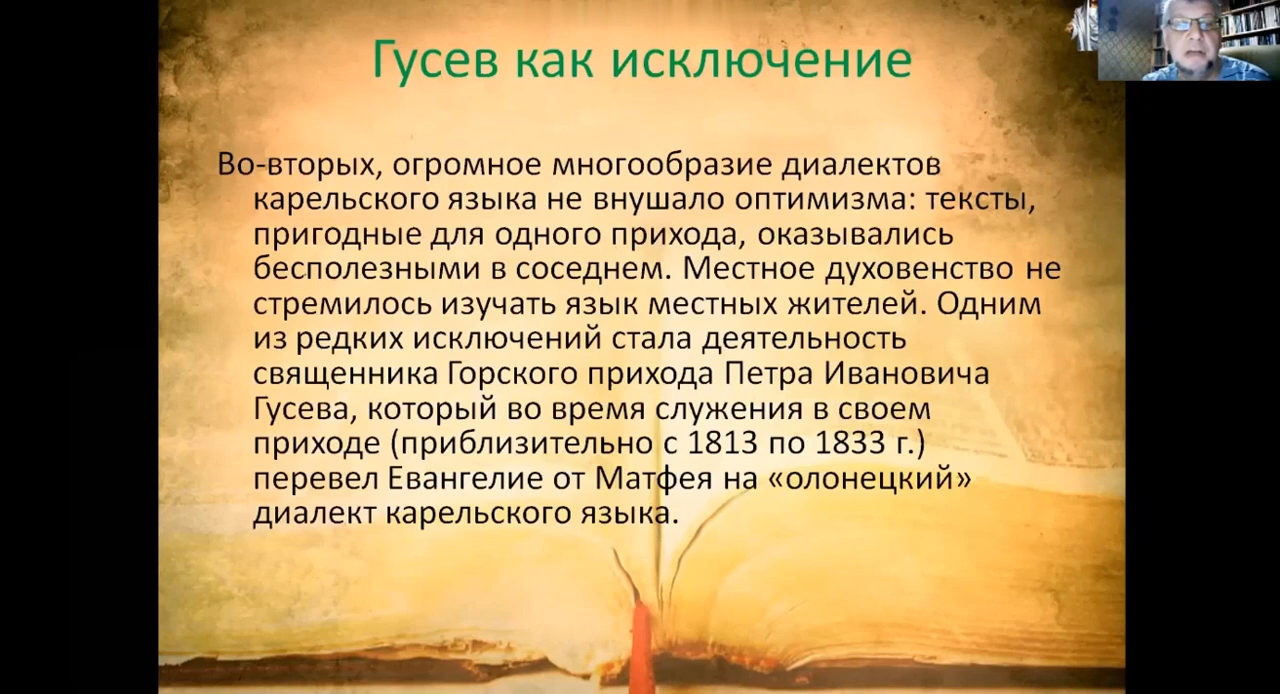 Гусев как исключение
Во-вторых, огромное многообразие диалектов
карельского языка не внушало оптимизма: тексты,
пригодные для одного прихода, оказывались
бесполезными в соседнем. Местное духовенство не
стремилось изучать язык местных жителей. Одним
из редких исключений стала деятельность
священника Горского прихода Петра Ивановича
Гусева, который во время служения в своем
приходе (приблизительно с 1813 по 1833 г.)
перевел Евангелие от Матфея на «олонецкий»
диалект карельского языка.